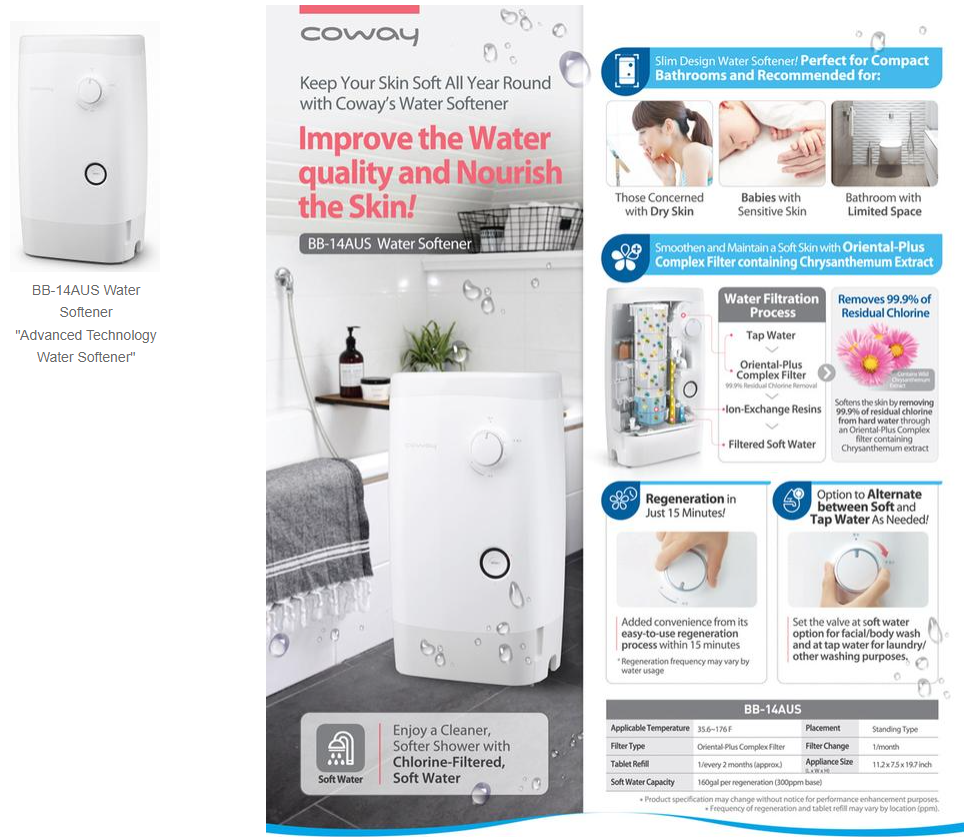 BB-14AUS Water
Softener
"Advanced Technology
Water Softener"
coway
Keep Your Skin Soft All Year Round
with Coway's Water Softener
Improve the Water
quality and Nourish
the Skin!
BB-14AUS Water Softener
Enjoy a Cleaner,
Softer Shower with
Chlorine-Filtered,
Soft Water
Soft Water
Slim Design Water Softener! Perfect for Compact
Bathrooms and Recommended for:
Those Concerned
with Dry Skin
Babies with
Sensitive Skin
Bathroom with
Limited Space
Smoothen and Maintain a Soft Skin with Oriental-Plus
Complex Filter containing Chrysanthemum Extract
Water Filtration
Process
Tap Water
Oriental-Plus
Complex Filter
99.9% Residual Chlorine Removal
Ion-Exchange Resins
Filtered Soft Water
Removes 99.9% of
Residual Chlorine
Contains Wild
Chrysanthemum
Extract
Softens the skin by removing
99.9% of residual chlorine
from hard water through
an Oriental-Plus Complex
filter containing
Chrysanthemum extract
Regeneration in
Just 15 Minutes!
Added convenience from its
easy-to-use regeneration
process within 15 minutes
* Regeneration frequency may vary by
water usage
Option to Alternate
between Soft and
Tap Water As Needed!
Set the valve at soft water
option for facial/body wash
and at tap water for laundry/
other washing purposes.
BB-14AUS
Applicable Temperature 35.6~176 F Placement Standing Type
Filter Type Oriental-Plus Complex Filter Filter Change 1/month
Tablet Refill 1/every 2 months (approx.) Appliance Size 11.2 x 7.5 x 19.7 inch
(L x W x H)
Soft Water Capacity 160gal per regeneration (300ppm base)
* Product specification may change without notice for performance enhancement purposes.
* Frequency of regeneration and tablet refill may vary by location (ppm).